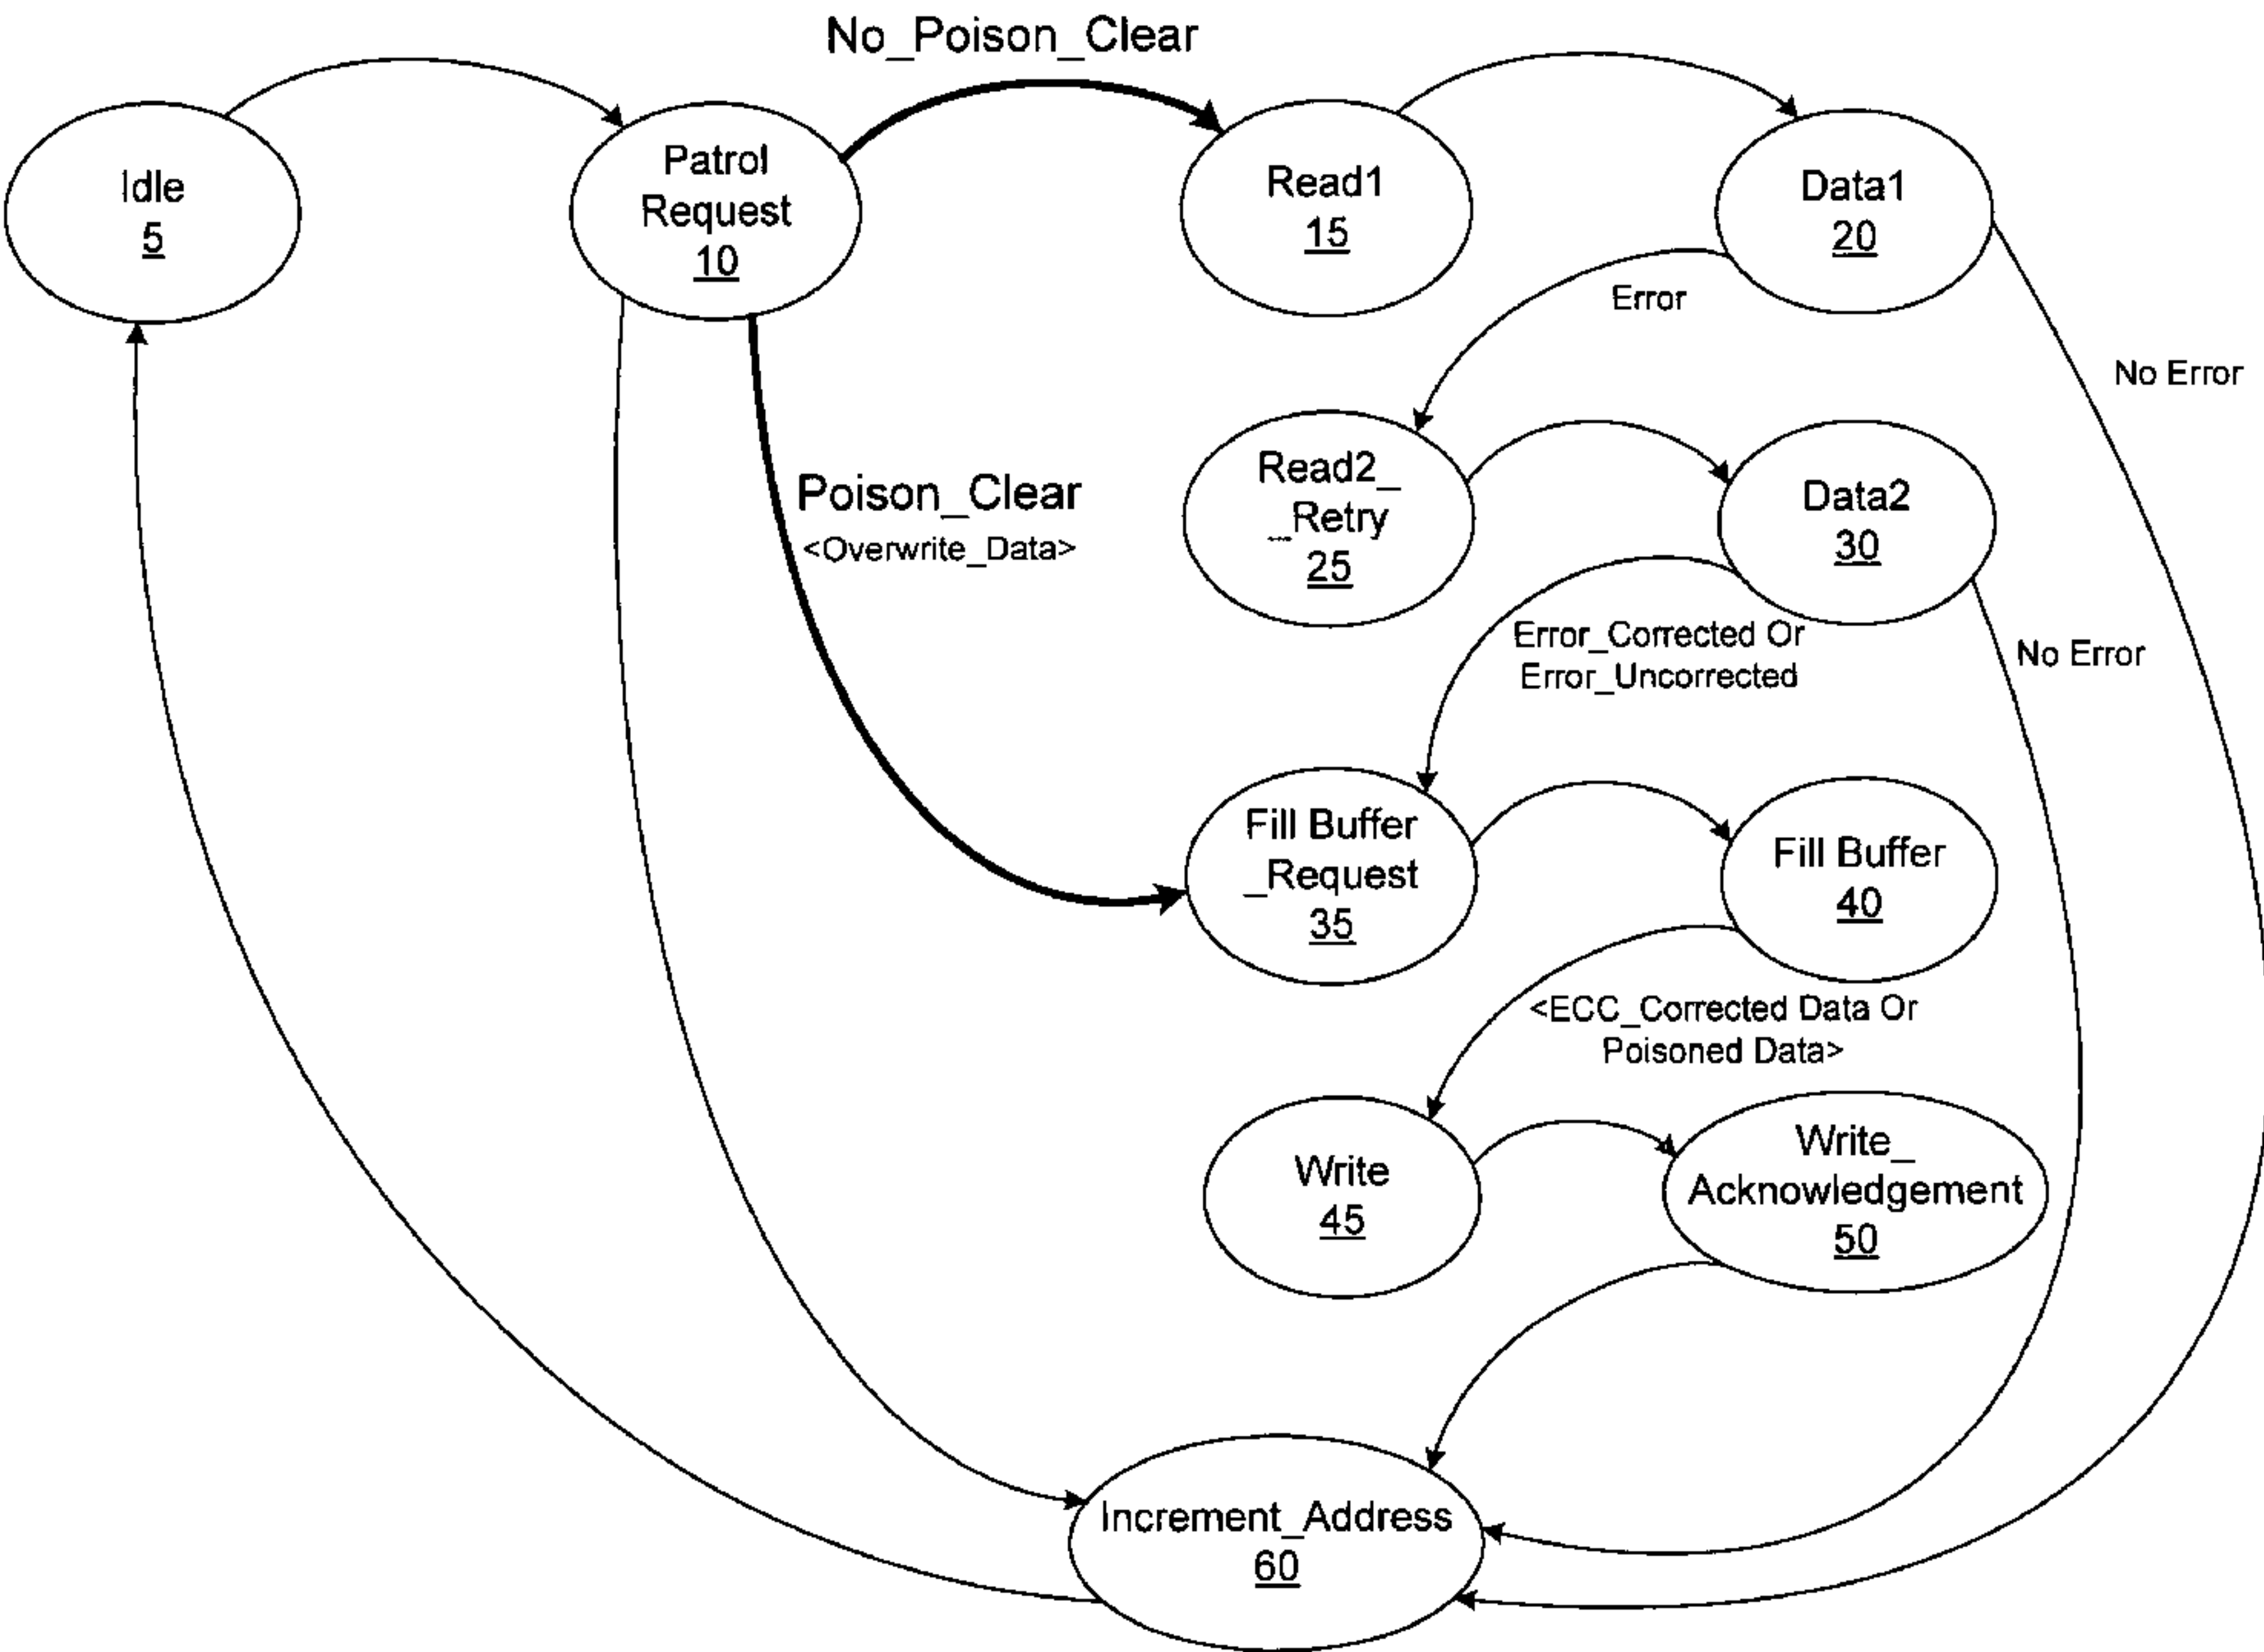 No_Poison_Clear
Idle
5
Patrol
Request
10
Read1
15
Data1
20
Error
No Error
Read2_
_Retry
25
Data2
30
Poison_Clear
<Overwrite_Data>
Error_Corrected Or
Error_Uncorrected
No Error
Fill Buffer
_Request
35
Fill Buffer
40
<ECC_Corrected Data Or
Poisoned Data>
Write
45
Write_
Acknowledgement
50
Increment_Address
60